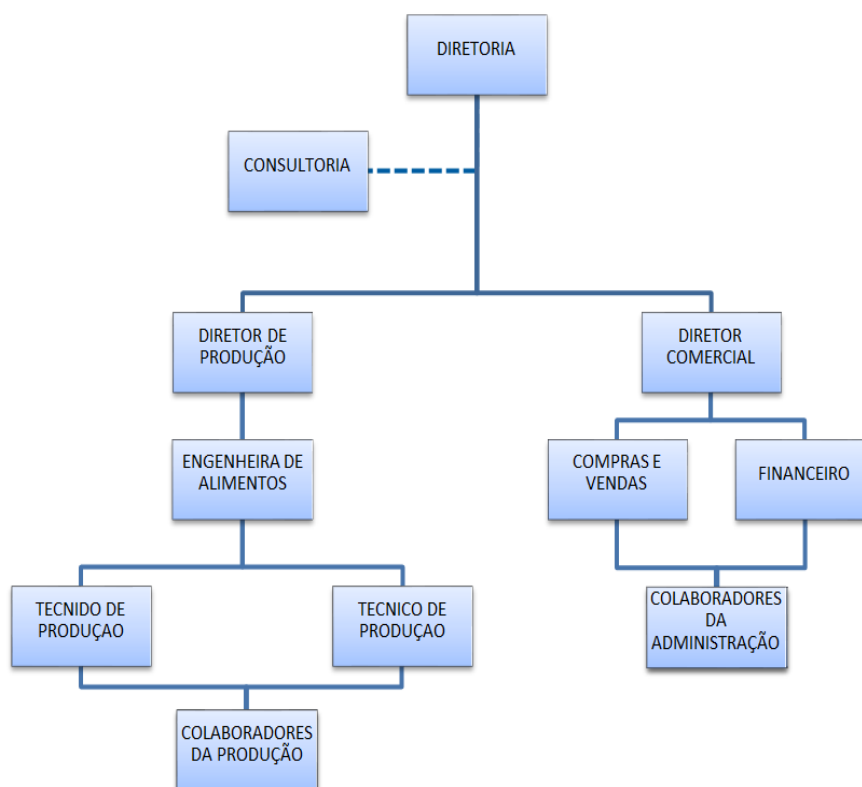 DIRETORIA
CONSULTORIA
DIRETOR DE
PRODUÇÃO
DIRETOR
COMERCIAL
ENGENHEIRA DE
ALIMENTOS
COMPRAS E
VENDAS
FINANCEIRO
TECNIDO DE
PRODUÇAO
TECNICO DE
PRODUÇAO
COLABORADORES
DA
ADMINISTRAÇÃO
COLABORADORES
DA PRODUÇÃO